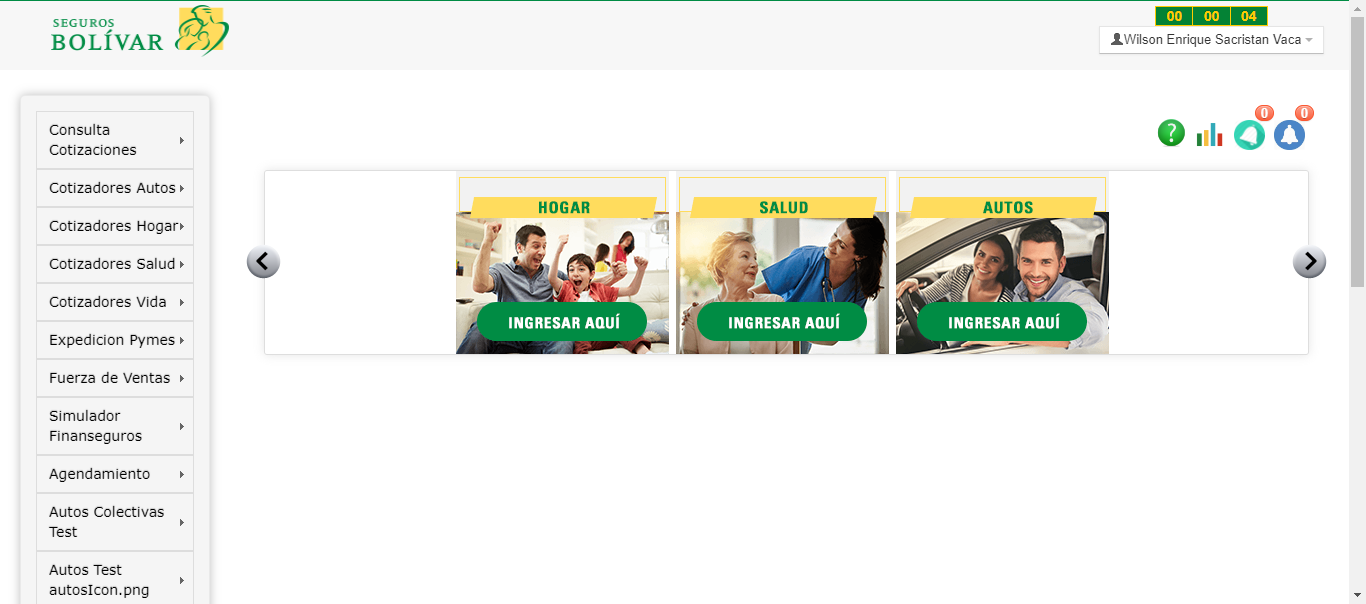 SEGUROS
BOLÍVAR
00 00 04
Wilson Enrique Sacristan Vaca
0 0
?
Consulta
Cotizaciones
Cotizadores Autos
Cotizadores Hogar
Cotizadores Salud
Cotizadores Vida
Expedicion Pymes
Fuerza de Ventas
Simulador
Finanseguros
Agendamiento
Autos Colectivas
Test
Autos Test
autosIcon.png
HOGAR
INGRESAR AQUÍ
SALUD
INGRESAR AQUÍ
AUTOS
INGRESAR AQUÍ